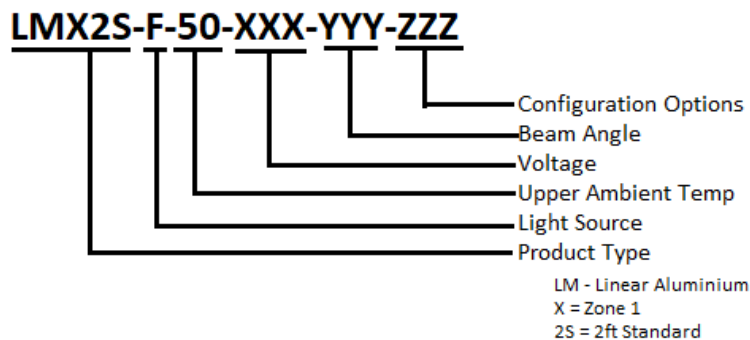 LMX2S-F-50-XXX-YYY-ZZZ
Configuration Options
Beam Angle
Voltage
Upper Ambient Temp
Light Source
Product Type
LM - Linear Aluminium
X = Zone 1
2S = 2ft Standard